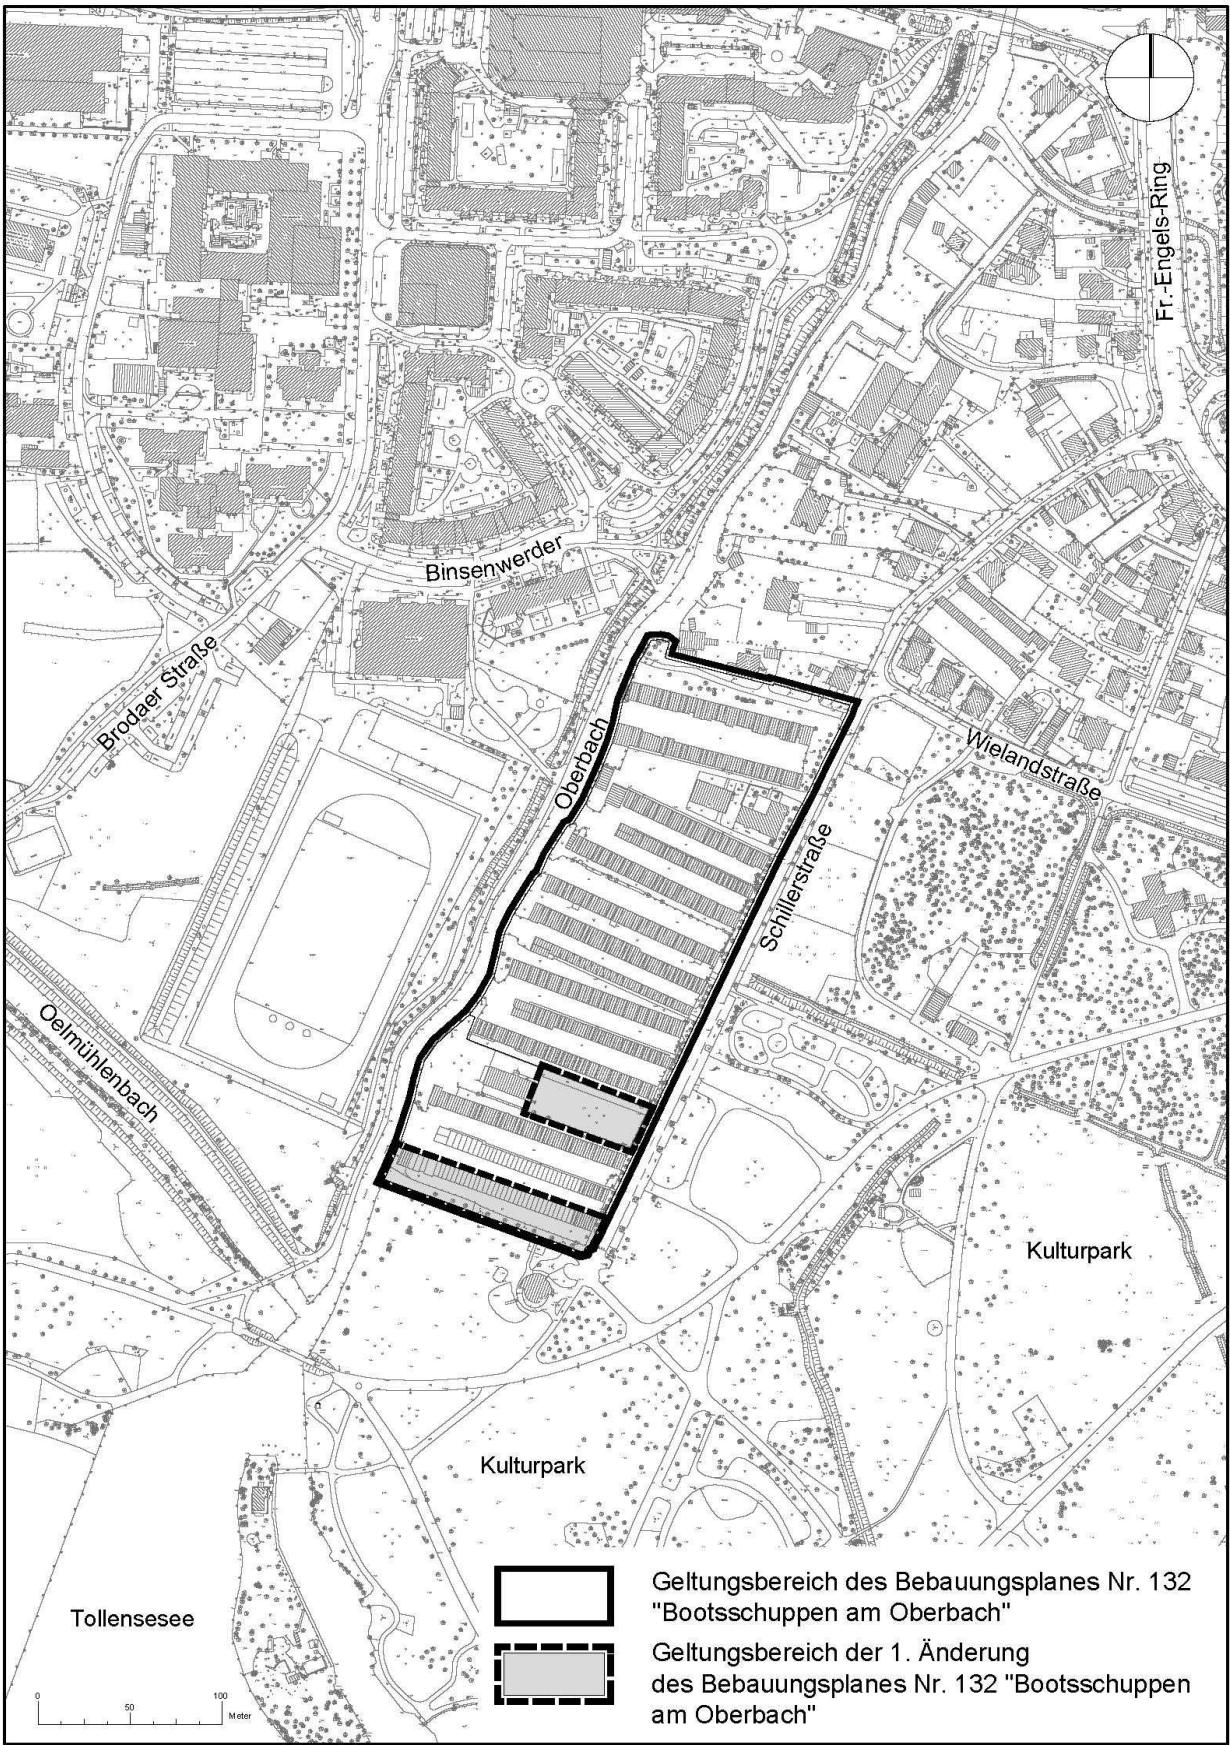 Fr.-Engels-Ring
Binsenwerder
Brodaer Straße
Oberbach
Wielandstraße
Schillerstraße
Oelmühlenbach
Kulturpark
Kulturpark
Tollensesee
0 50 100
Meter
Geltungsbereich des Bebauungsplanes Nr. 132
"Bootsschuppen am Oberbach"
Geltungsbereich der 1. Änderung
des Bebauungsplanes Nr. 132 "Bootsschuppen
am Oberbach"